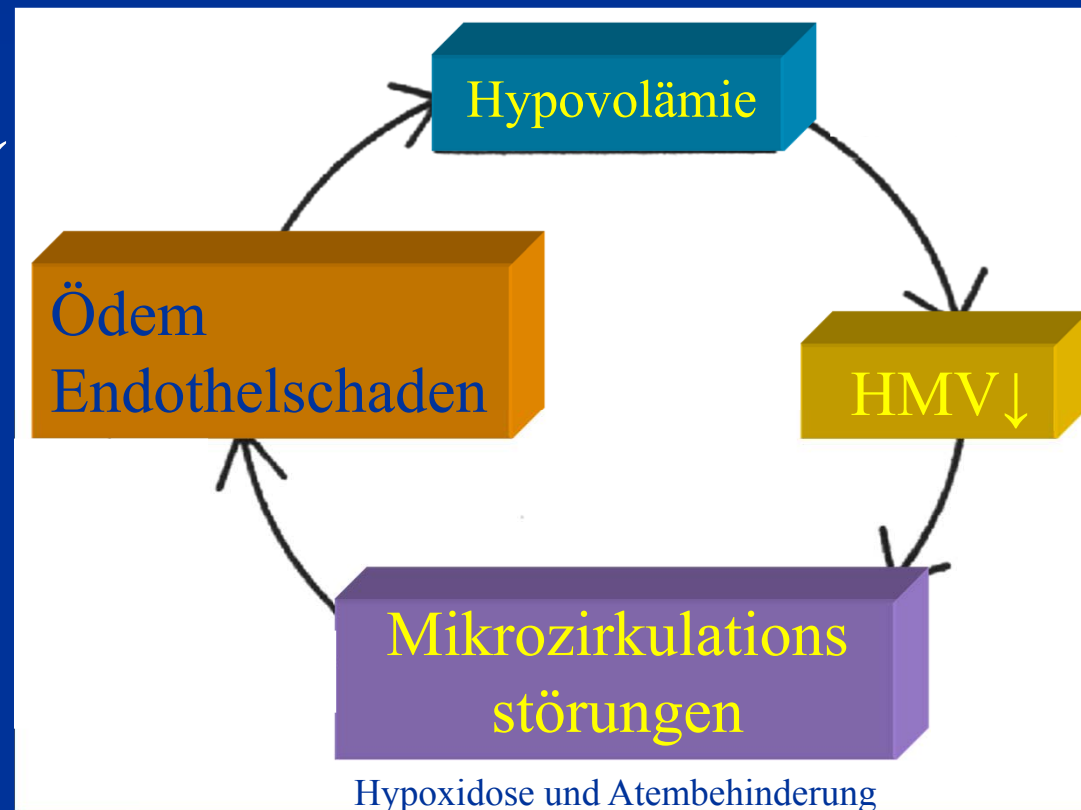 Hypovolämie
Ödem
Endothelschaden
HMV↓
Mikrozirkulations
störungen
Hypoxidose und Atembehinderung